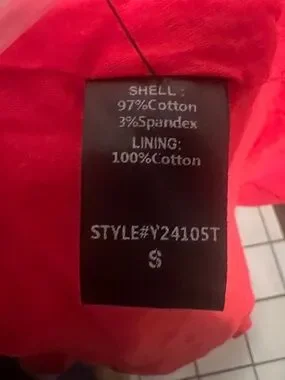 SHELL :
97%Cotton
3%Spandex
LINING:
100%Cotton
STYLE#Y24105T
S